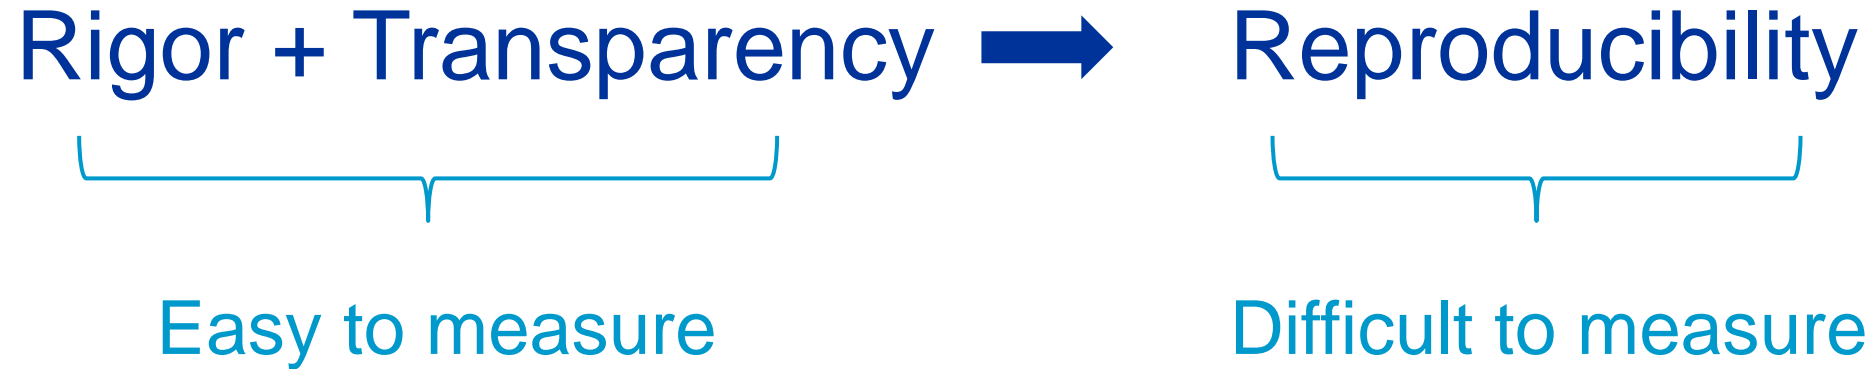 Rigor + Transparency Reproducibility
Easy to measure Difficult to measure